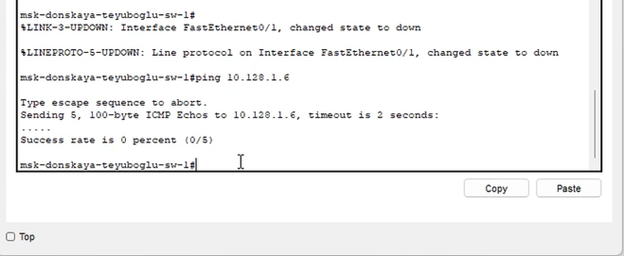 msk-donskaya-teyuboglu-sw-1#
%LINK-3-UPDOWN: Interface FastEthernet0/1, changed state to down
%LINEPROTO-5-UPDOWN: Line protocol on Interface FastEthernet0/1, changed state to down
msk-donskaya-teyuboglu-sw-1#ping 10.128.1.6
Type escape sequence to abort.
Sending 5, 100-byte ICMP Echos to 10.128.1.6, timeout is 2 seconds:
.....
Success rate is 0 percent (0/5)
msk-donskaya-teyuboglu-sw-1#
Copy Paste
Top